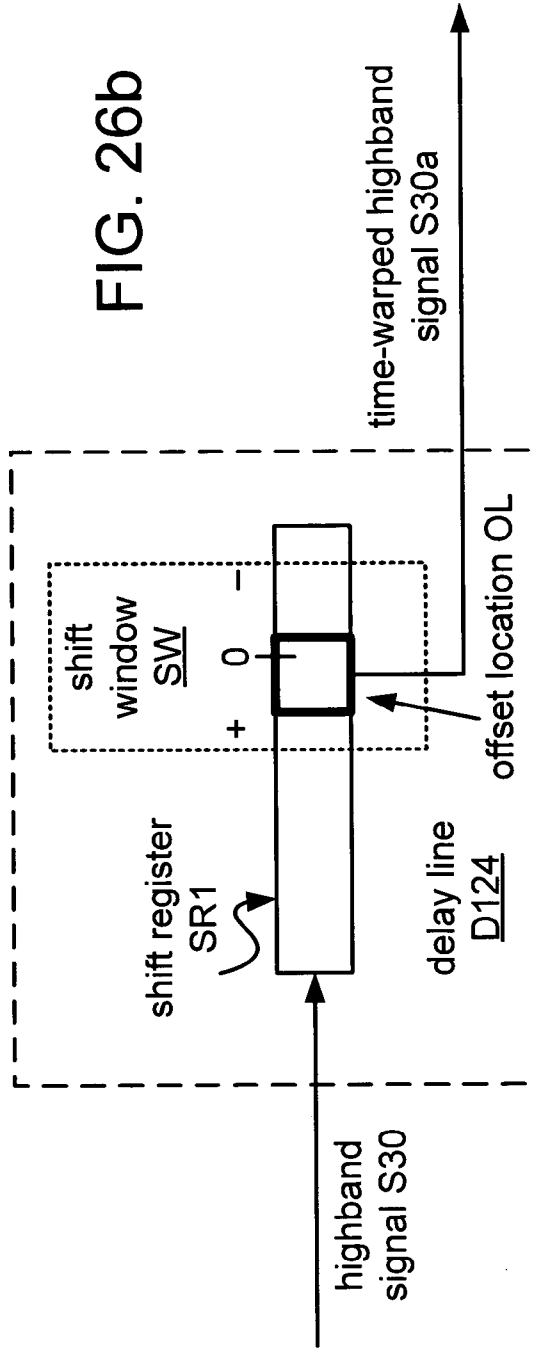 FIG. 26b
shift
window
SW
+
0
−
shift register
SR1
highband
signal S30
delay line
D124
offset location OL
time-warped highband
signal S30a